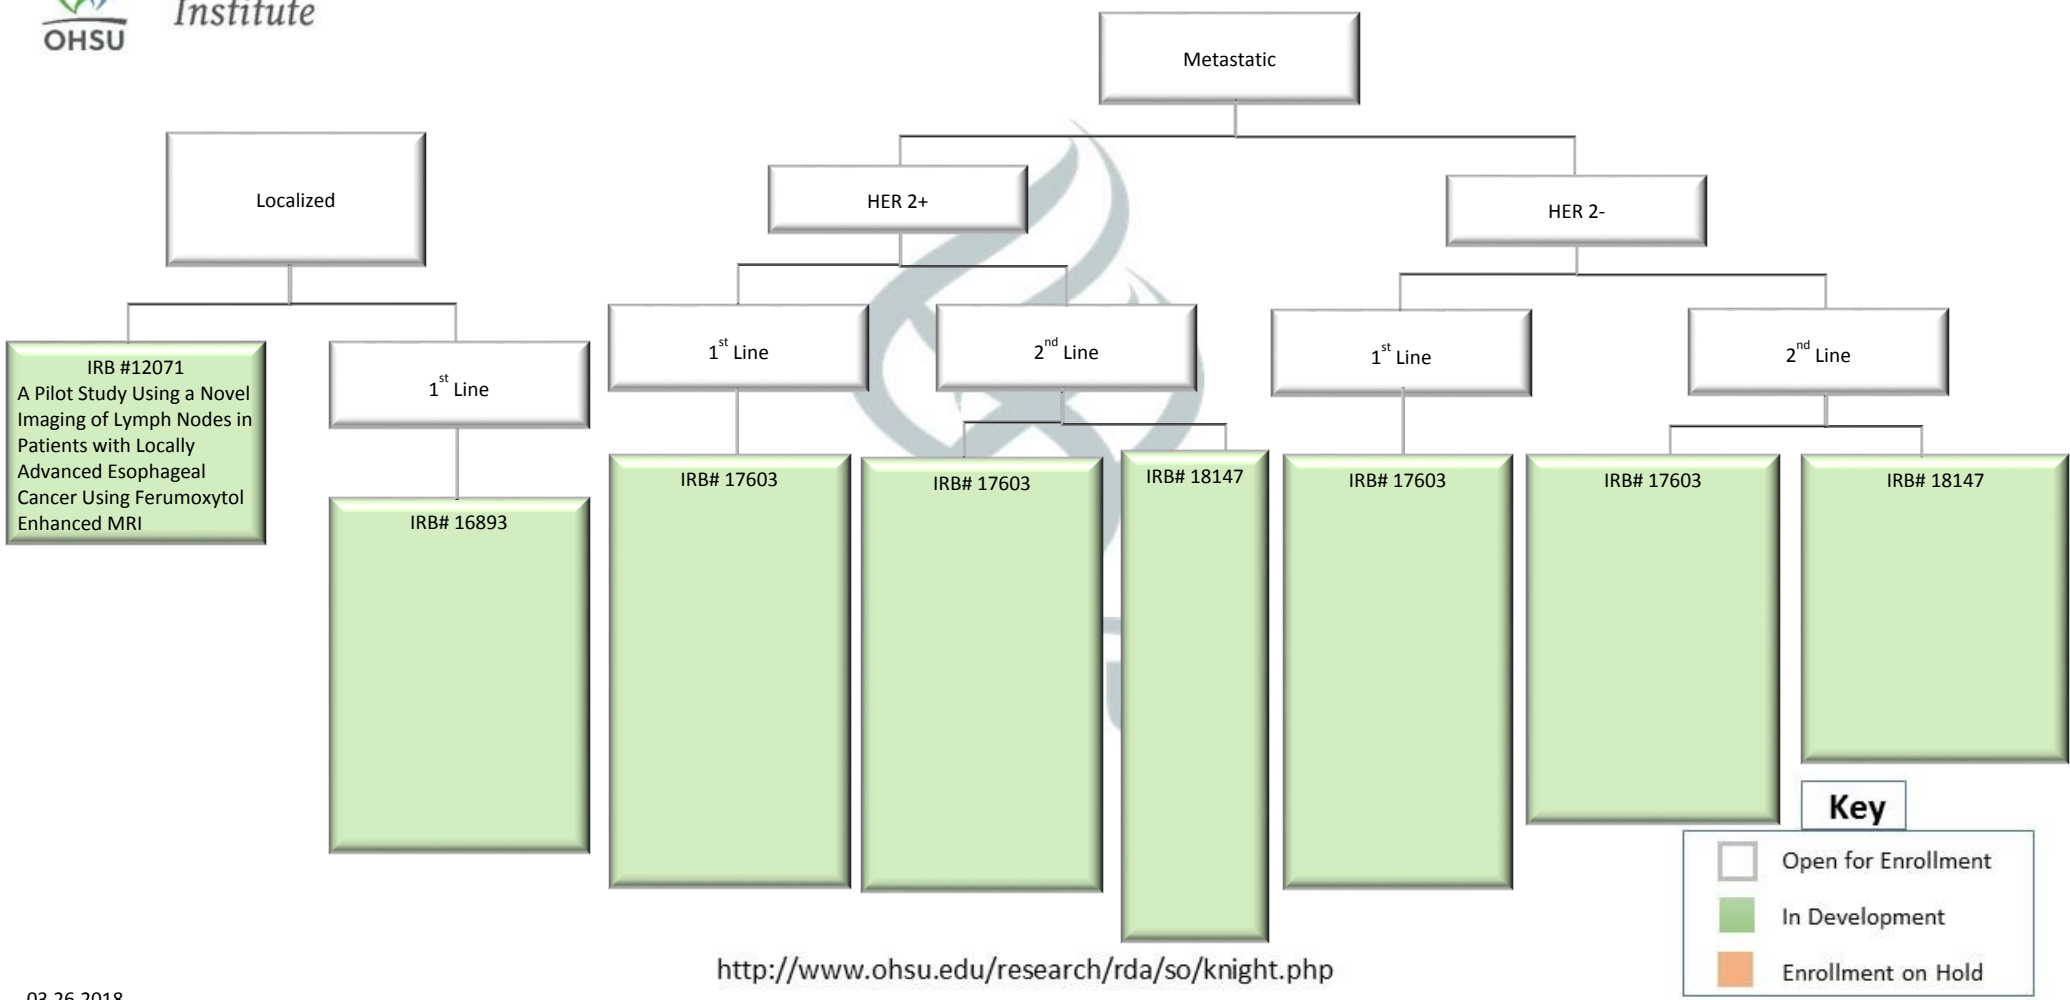 Institute
OHSU
Metastatic
Localized
HER 2+
HER 2-
1st Line
2nd Line
1st Line
2nd Line
IRB #12071
A Pilot Study Using a Novel
Imaging of Lymph Nodes in
Patients with Locally
Advanced Esophageal
Cancer Using Ferumoxytol
Enhanced MRI
1st Line
IRB# 16893
IRB# 17603
IRB# 17603
IRB# 18147
IRB# 17603
IRB# 17603
IRB# 18147
Key
Open for Enrollment
In Development
Enrollment on Hold
http://www.ohsu.edu/research/rda/so/knight.php
03.26.2018